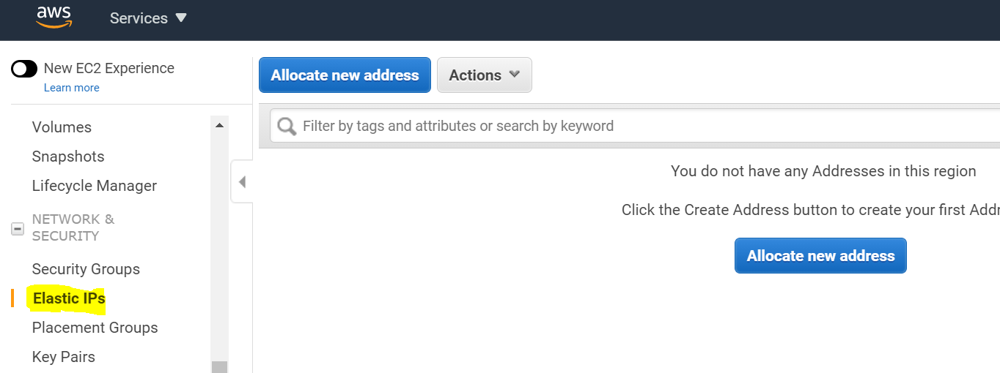 aws
Services
New EC2 Experience
Learn more
Allocate new address
Actions
Filter by tags and attributes or search by keyword
Volumes
Snapshots
Lifecycle Manager
NETWORK &
SECURITY
Security Groups
Elastic IPs
Placement Groups
Key Pairs
You do not have any Addresses in this region
Click the Create Address button to create your first Addr
Allocate new address